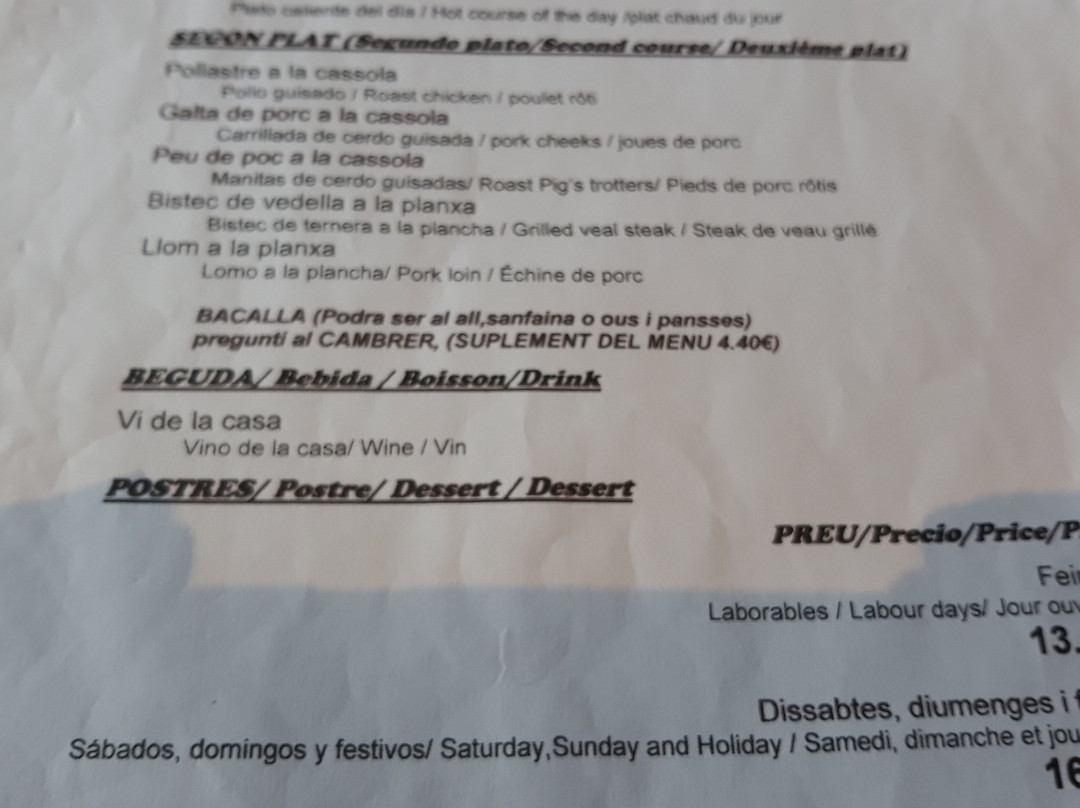 Plato caliente del dia / Hot course of the day /plat chaud du jour
SEGON PLAT (Segundo plato/Second course/ Deuxième plat)
Pollastre a la cassola
Pollo guisado / Roast chicken / poulet rôti
Galta de porc a la cassola
Carrillada de cerdo guisada / pork cheeks / joues de porc
Peu de poc a la cassola
Manitas de cerdo guisadas/ Roast Pig's trotters/ Pieds de porc rôtis
Bistec de vedella a la planxa
Bistec de ternera a la plancha / Grilled veal steak / Steak de veau grillé
Llom a la planxa
Lomo a la plancha/ Pork loin / Échine de porc
BACALLA (Podra ser al all,sanfaina o ous i pansses)
pregunti al CAMBRER, (SUPLEMENT DEL MENU 4.40€)
BEGUDA/ Bebida / Boisson/Drink
Vi de la casa
Vino de la casa/ Wine / Vin
POSTRES/ Postre/ Dessert / Dessert
PREU/Precio/Price/P
Fei
Laborables / Labour days/ Jour ouv
13.
Dissabtes, diumenges i f
Sábados, domingos y festivos/ Saturday,Sunday and Holiday / Samedi, dimanche et jou
16